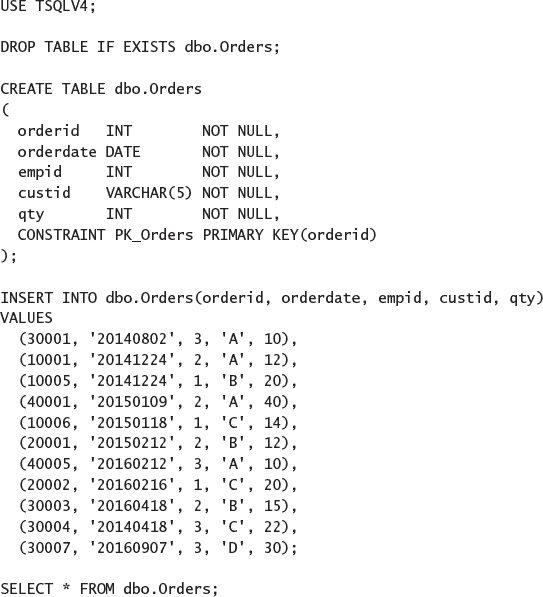 USE TSQLV4;
DROP TABLE IF EXISTS dbo.Orders;
CREATE TABLE dbo.Orders
(
  orderid   INT        NOT NULL,
  orderdate DATE       NOT NULL,
  empid     INT        NOT NULL,
  custid    VARCHAR(5) NOT NULL,
  qty       INT        NOT NULL,
  CONSTRAINT PK_Orders PRIMARY KEY(orderid)
);
INSERT INTO dbo.Orders(orderid, orderdate, empid, custid, qty)
VALUES
  (30001, '20140802', 3, 'A', 10),
  (10001, '20141224', 2, 'A', 12),
  (10005, '20141224', 1, 'B', 20),
  (40001, '20150109', 2, 'A', 40),
  (10006, '20150118', 1, 'C', 14),
  (20001, '20150212', 2, 'B', 12),
  (40005, '20160212', 3, 'A', 10),
  (20002, '20160216', 1, 'C', 20),
  (30003, '20160418', 2, 'B', 15),
  (30004, '20140418', 3, 'C', 22),
  (30007, '20160907', 3, 'D', 30);
SELECT * FROM dbo.Orders;